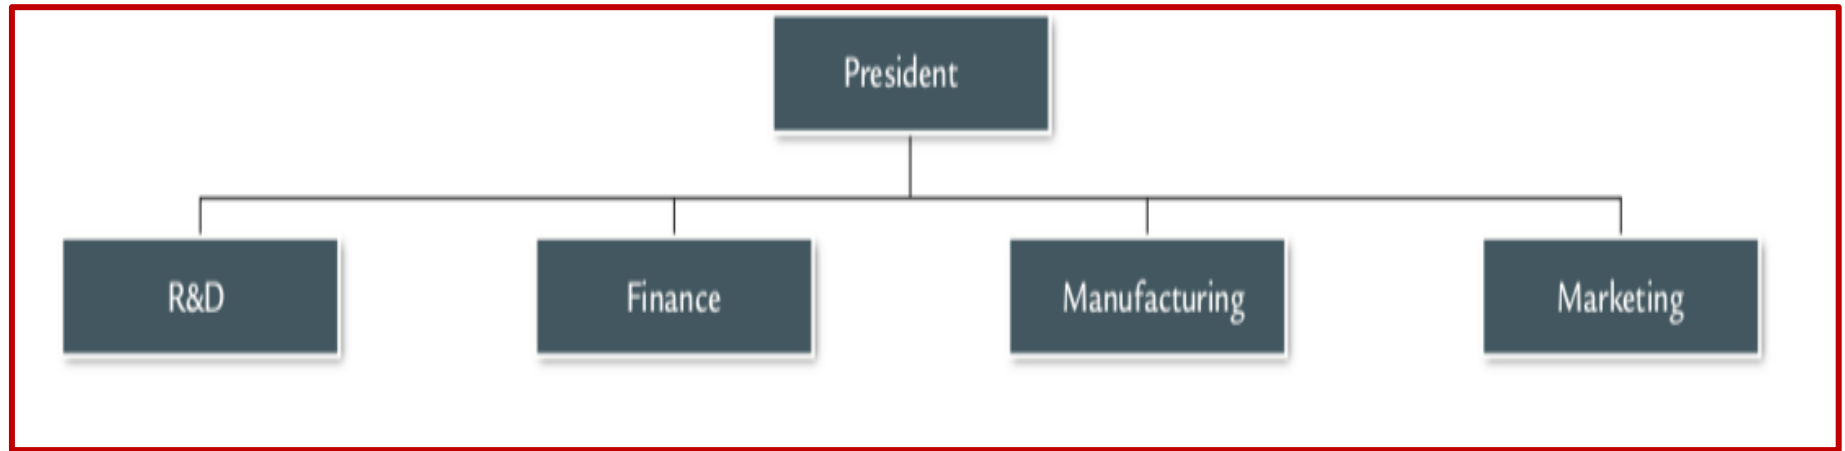 President
R&D
Finance
Manufacturing
Marketing